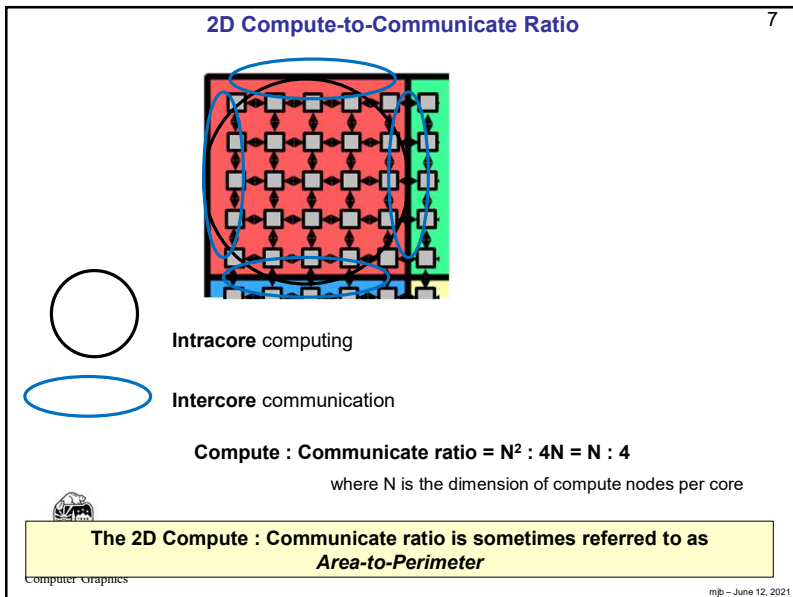 2D Compute-to-Communicate Ratio
7
Intracore computing
Intercore communication
Compute : Communicate ratio = N² : 4N = N : 4
where N is the dimension of compute nodes per core
The 2D Compute : Communicate ratio is sometimes referred to as
Area-to-Perimeter
Computer Graphics
mjb – June 12, 2021